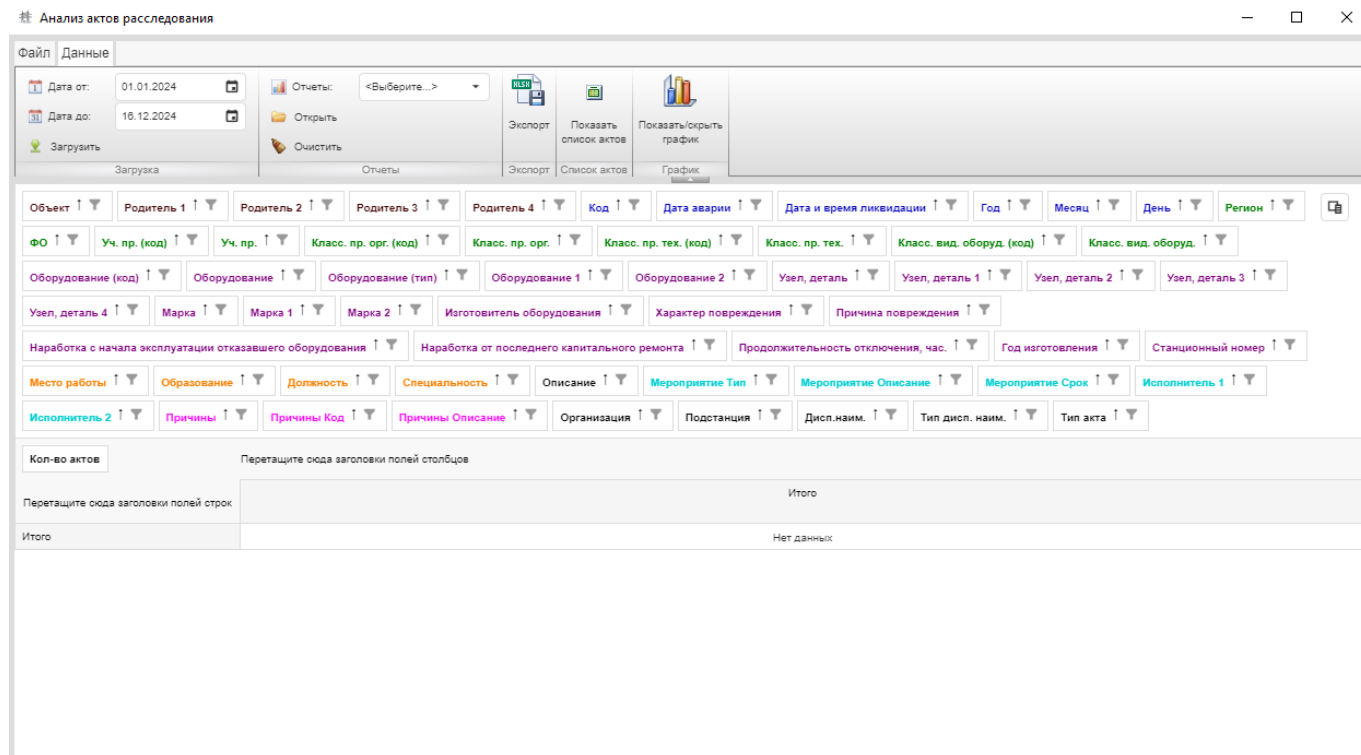 Анализ актов расследования
Файл Данные
Дата от: 01.01.2024 Отчеты: <Выберите...>
Дата до: 16.12.2024 Открыть
Загрузить Очистить
XLSX
Экспорт Показать список актов Показать/скрыть график
Загрузка Отчеты Экспорт Список актов График
Объект Родитель 1 Родитель 2 Родитель 3 Родитель 4 Код Дата аварии Дата и время ликвидации Год Месяц День Регион
ФО Уч. пр. (код) Уч. пр. Класс. пр. орг. (код) Класс. пр. орг. Класс. пр. тех. (код) Класс. пр. тех. Класс. вид. оборуд. (код) Класс. вид. оборуд.
Оборудование (код) Оборудование Оборудование (тип) Оборудование 1 Оборудование 2 Узел, деталь Узел, деталь 1 Узел, деталь 2 Узел, деталь 3
Узел, деталь 4 Марка Марка 1 Марка 2 Изготовитель оборудования Характер повреждения Причина повреждения
Наработка с начала эксплуатации отказавшего оборудования Наработка от последнего капитального ремонта Продолжительность отключения, час. Год изготовления Станционный номер
Место работы Образование Должность Специальность Описание Мероприятие Тип Мероприятие Описание Мероприятие Срок Исполнитель 1
Исполнитель 2 Причины Причины Код Причины Описание Организация Подстанция Дисп.наим. Тип дисп. наим. Тип акта
Кол-во актов Перетащите сюда заголовки полей столбцов
Перетащите сюда заголовки полей строк Итого
Итого Нет данных